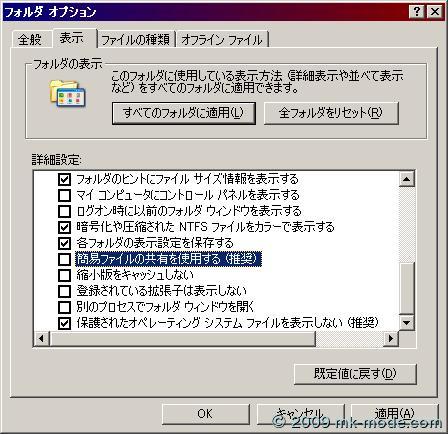 フォルダ オプション
全般
表示
ファイルの種類
オフライン ファイル
フォルダの表示
このフォルダに使用している表示方法 (詳細表示や並べて表示
など) をすべてのフォルダに適用できます。
すべてのフォルダに適用(L)
全フォルダをリセット(R)
詳細設定:
フォルダのヒントにファイル サイズ情報を表示する
マイ コンピュータにコントロール パネルを表示する
ログオン時に以前のフォルダ ウィンドウを表示する
暗号化や圧縮された NTFS ファイルをカラーで表示する
各フォルダの表示設定を保存する
簡易ファイルの共有を使用する (推奨)
縮小版をキャッシュしない
登録されている拡張子は表示しない
別のプロセスでフォルダ ウィンドウを開く
保護されたオペレーティング システム ファイルを表示しない (推奨)
既定値に戻す(D)
OK
キャンセル
適用(A)
© 2009 mk-mode.com